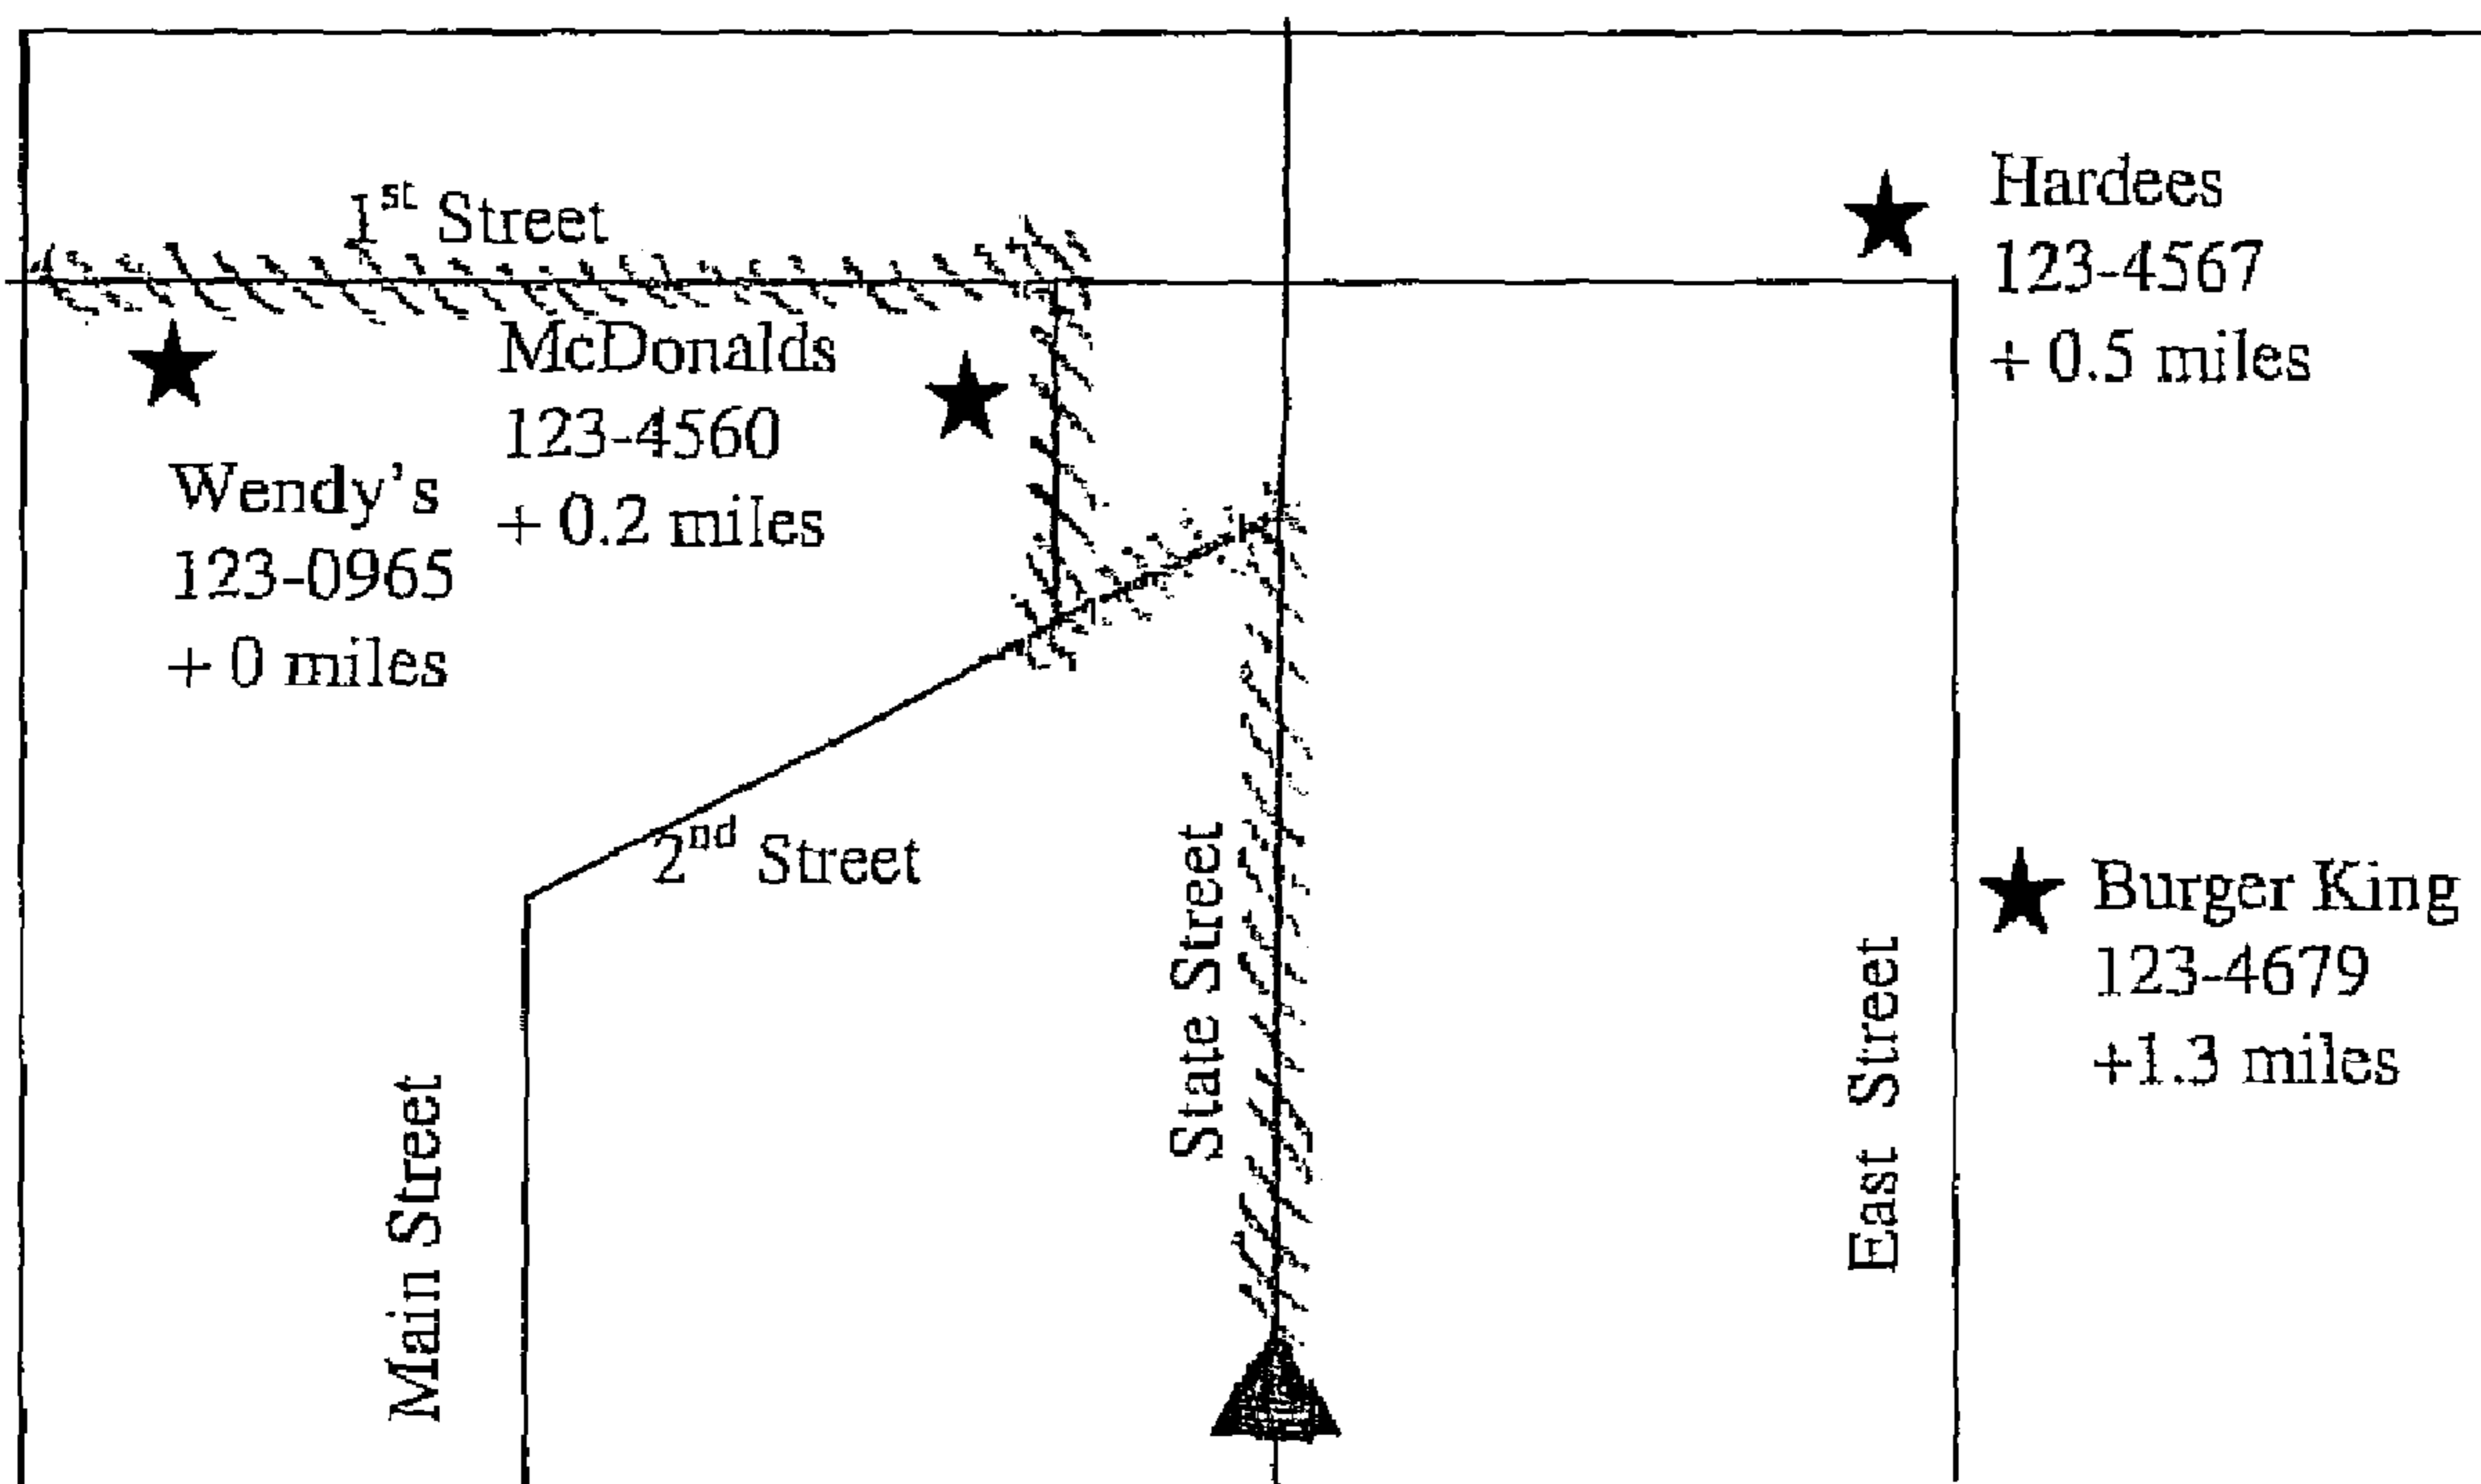 1st Street
Hardees
123-4567
+ 0.5 miles
McDonalds
123-4560
+ 0.2 miles
Wendy's
123-0965
+ 0 miles
2nd Street
State Street
Burger King
123-4679
+1.3 miles
East Street
Main Street